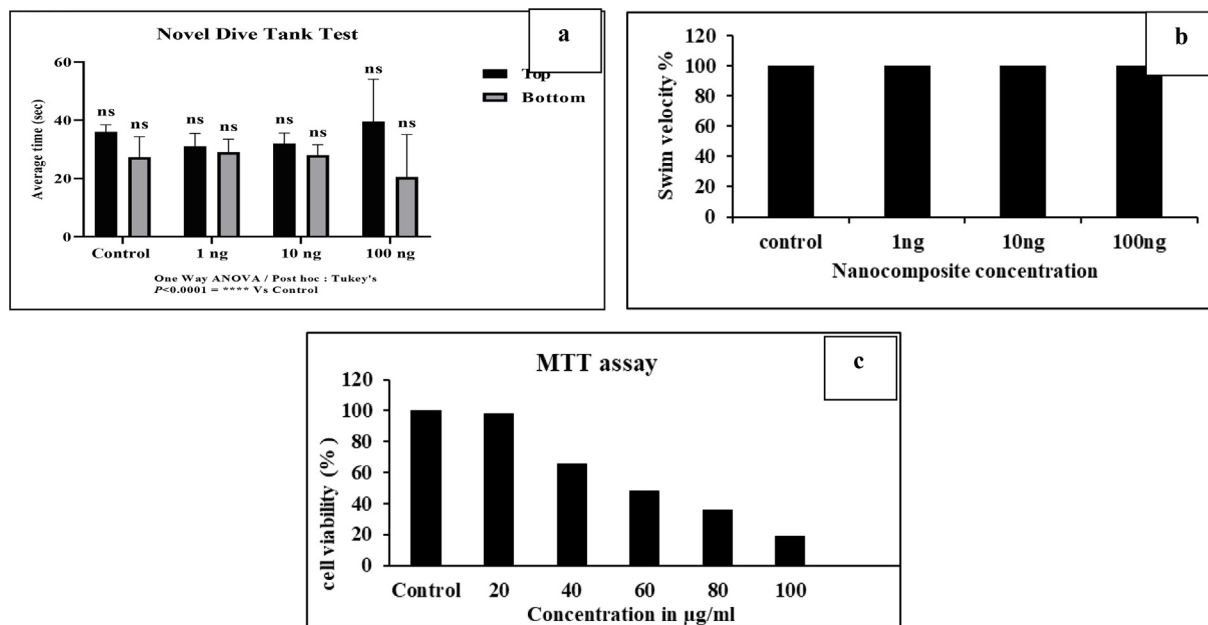 Novel Dive Tank Test
a
Top
Bottom
Average time (sec)
60
40
20
0
ns ns ns ns ns ns ns ns
Control 1 ng 10 ng 100 ng
One Way ANOVA / Post hoc : Tukey's
P<0.0001 = **** Vs Control
b
Swim velocity %
120
100
80
60
40
20
0
control 1ng 10ng 100ng
Nanocomposite concentration
MTT assay
c
cell viability (%)
120
100
80
60
40
20
0
Control 20 40 60 80 100
Concentration in µg/ml